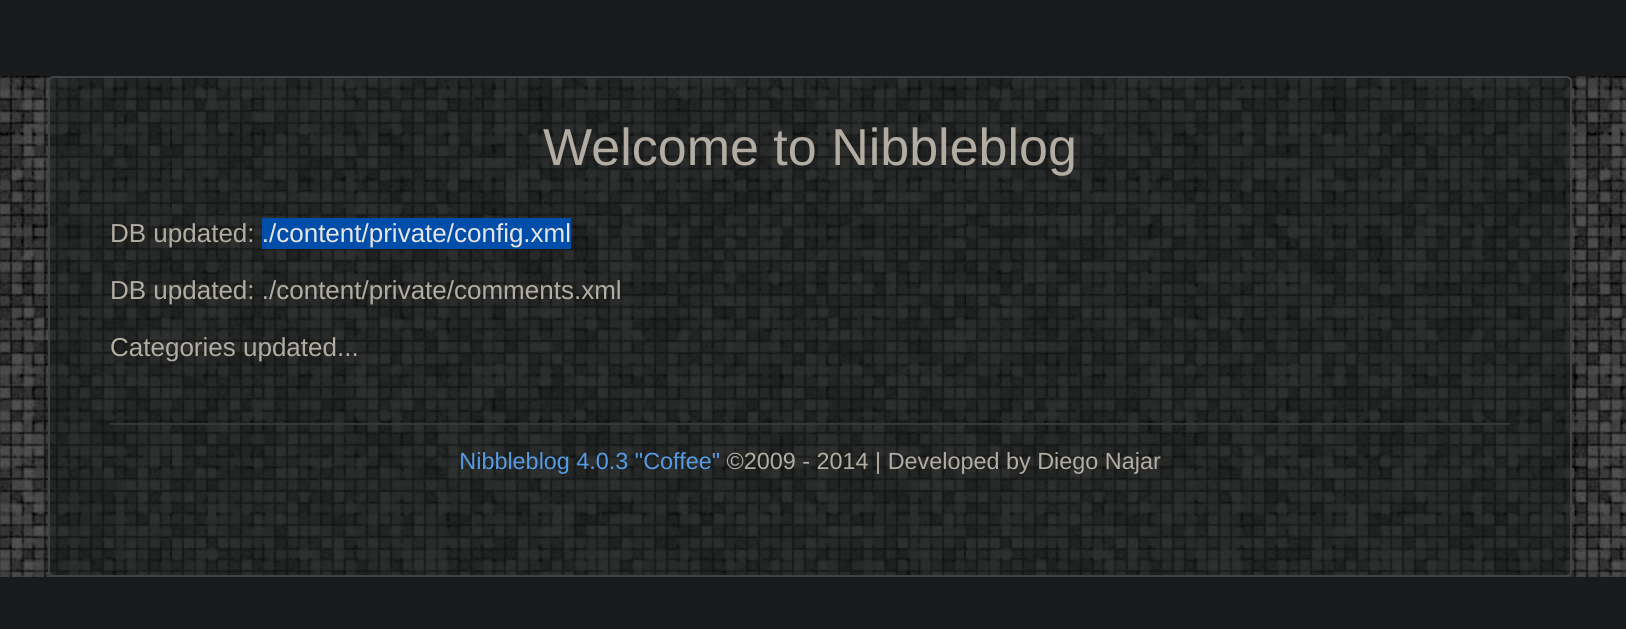 Welcome to Nibbleblog
DB updated: ./content/private/config.xml
DB updated: ./content/private/comments.xml
Categories updated...
Nibbleblog 4.0.3 "Coffee" ©2009 - 2014 | Developed by Diego Najar